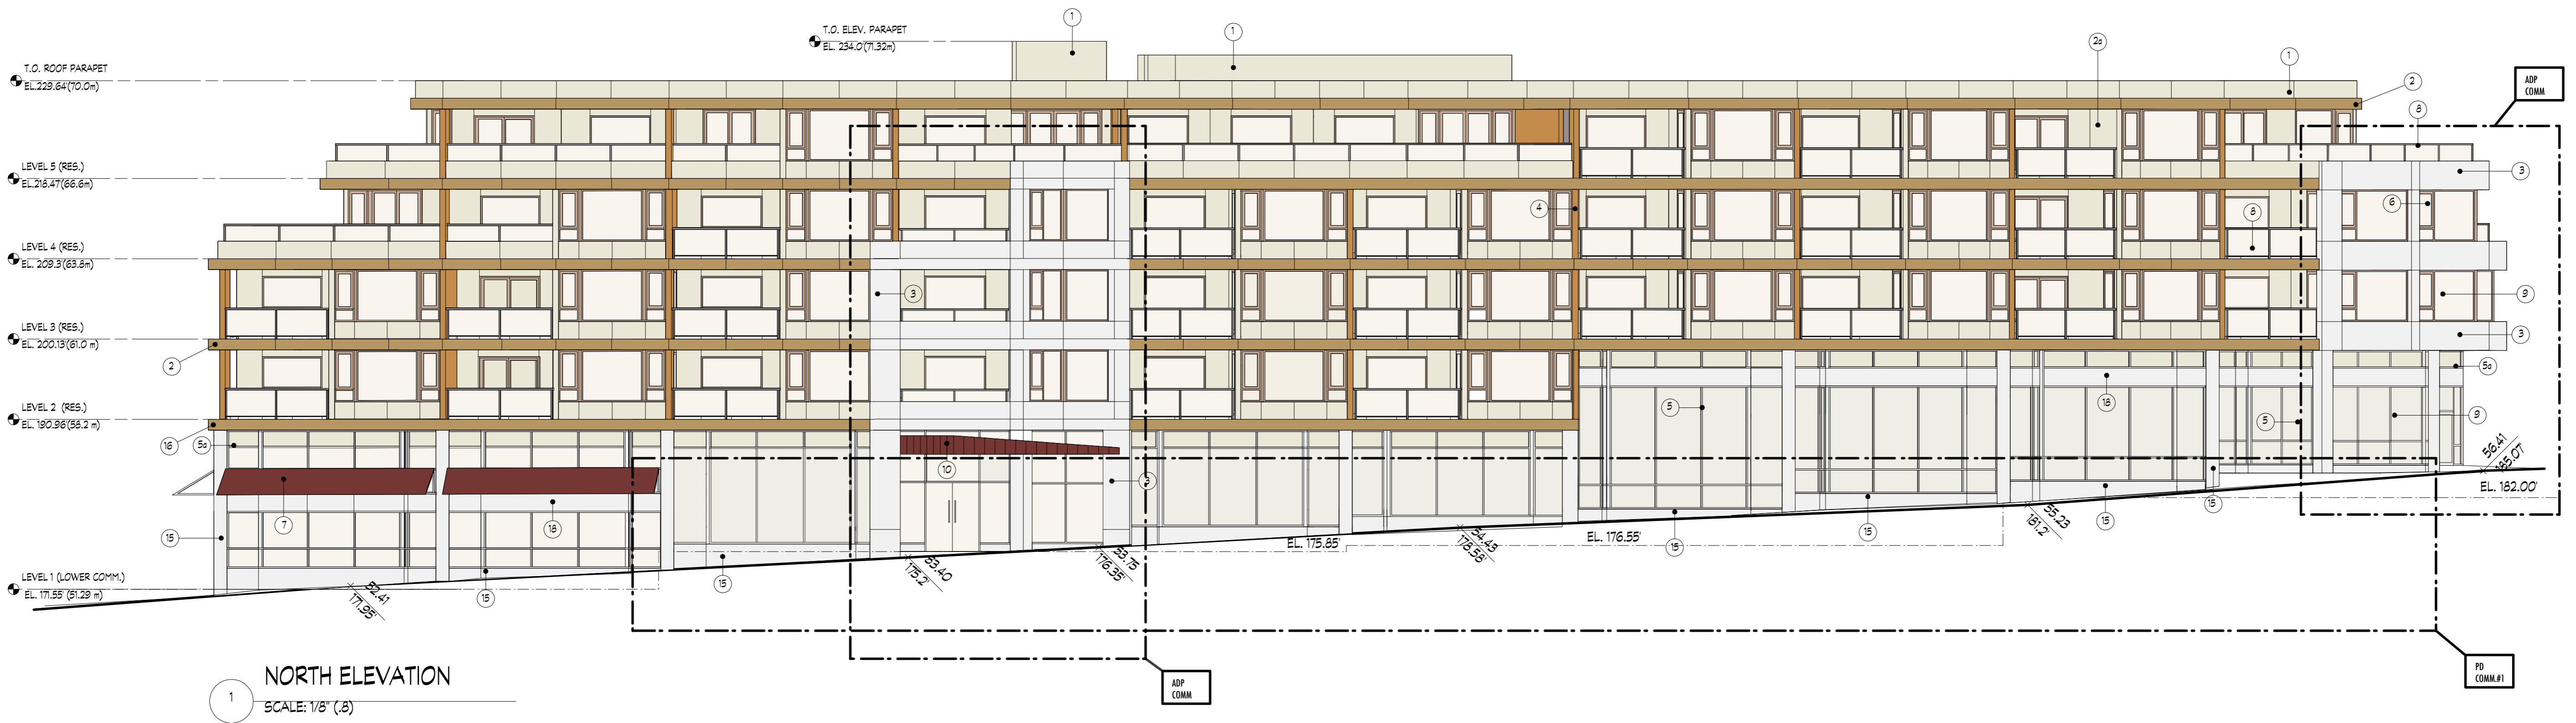 T.O. ELEV. PARAPET
EL. 234.0'(71.32m)
1
1
2a
1
ADP
COMM
T.O. ROOF PARAPET
EL.229.64'(70.0m)
2
8
LEVEL 5 (RES.)
EL.218.47'(66.6m)
3
6
4
8
LEVEL 4 (RES.)
EL. 209.3'(63.8m)
3
9
LEVEL 3 (RES.)
EL. 200.13'(61.0 m)
3
2
5a
18
5
9
LEVEL 2 (RES.)
EL. 190.96'(58.2 m)
16
5a
5
10
3
7
18
15
15
15
15
15
15
15
56.41
185.07'
EL. 182.00'
55.23
181.2'
EL. 176.55'
54.43
178.58'
EL. 175.85'
53.75
176.35'
53.40
175.2'
LEVEL 1 (LOWER COMM.)
EL. 171.55' (51.29 m)
52.41
171.95'
1
NORTH ELEVATION
SCALE: 1/8" (.8)
ADP
COMM
PD
COMM.#1